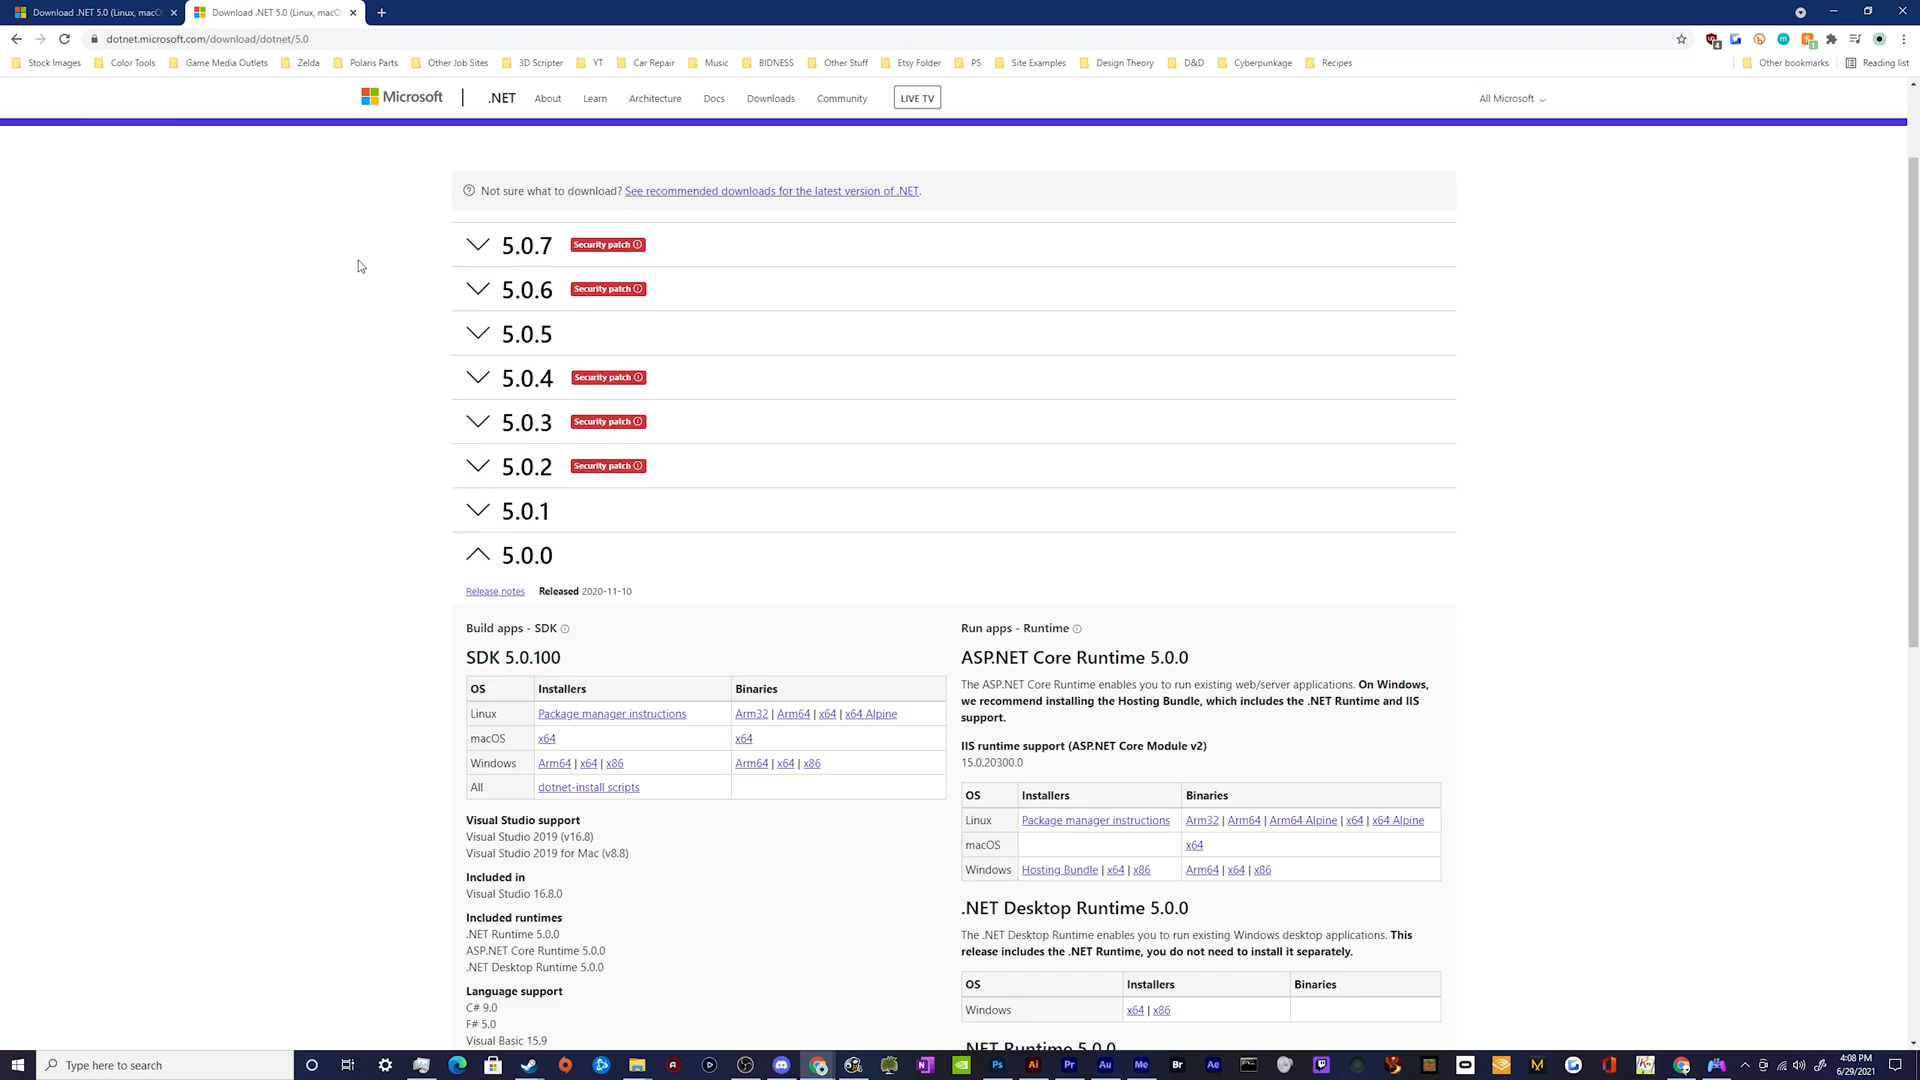 Download .NET 5.0 (Linux, macO
Download .NET 5.0 (Linux, macO
dotnet.microsoft.com/download/dotnet/5.0
Stock Images Color Tools Game Media Outlets Zelda Polaris Parts Other Job Sites 3D Scripter YT Car Repair Music BIDNESS Other Stuff Etsy Folder PS Site Examples Design Theory D&D Cyberpunkage Recipes Other bookmarks Reading list
Microsoft .NET About Learn Architecture Docs Downloads Community LIVE TV All Microsoft
Not sure what to download? See recommended downloads for the latest version of .NET.
5.0.7 Security patch
5.0.6 Security patch
5.0.5
5.0.4 Security patch
5.0.3 Security patch
5.0.2 Security patch
5.0.1
5.0.0
Release notes Released 2020-11-10
Build apps - SDK
SDK 5.0.100
OS Installers Binaries
Linux Package manager instructions Arm32 | Arm64 | x64 | x64 Alpine
macOS x64 x64
Windows Arm64 | x64 | x86 Arm64 | x64 | x86
All dotnet-install scripts
Visual Studio support
Visual Studio 2019 (v16.8)
Visual Studio 2019 for Mac (v8.8)
Included in
Visual Studio 16.8.0
Included runtimes
.NET Runtime 5.0.0
ASP.NET Core Runtime 5.0.0
.NET Desktop Runtime 5.0.0
Language support
C# 9.0
F# 5.0
Visual Basic 15.9
Run apps - Runtime
ASP.NET Core Runtime 5.0.0
The ASP.NET Core Runtime enables you to run existing web/server applications. On Windows,
we recommend installing the Hosting Bundle, which includes the .NET Runtime and IIS
support.
IIS runtime support (ASP.NET Core Module v2)
15.0.20300.0
OS Installers Binaries
Linux Package manager instructions Arm32 | Arm64 | Arm64 Alpine | x64 | x64 Alpine
macOS x64
Windows Hosting Bundle | x64 | x86 Arm64 | x64 | x86
.NET Desktop Runtime 5.0.0
The .NET Desktop Runtime enables you to run existing Windows desktop applications. This
release includes the .NET Runtime, you do not need to install it separately.
OS Installers Binaries
Windows x64 | x86
.NET Runtime 5.0.0
Type here to search
4:08 PM
6/29/2021